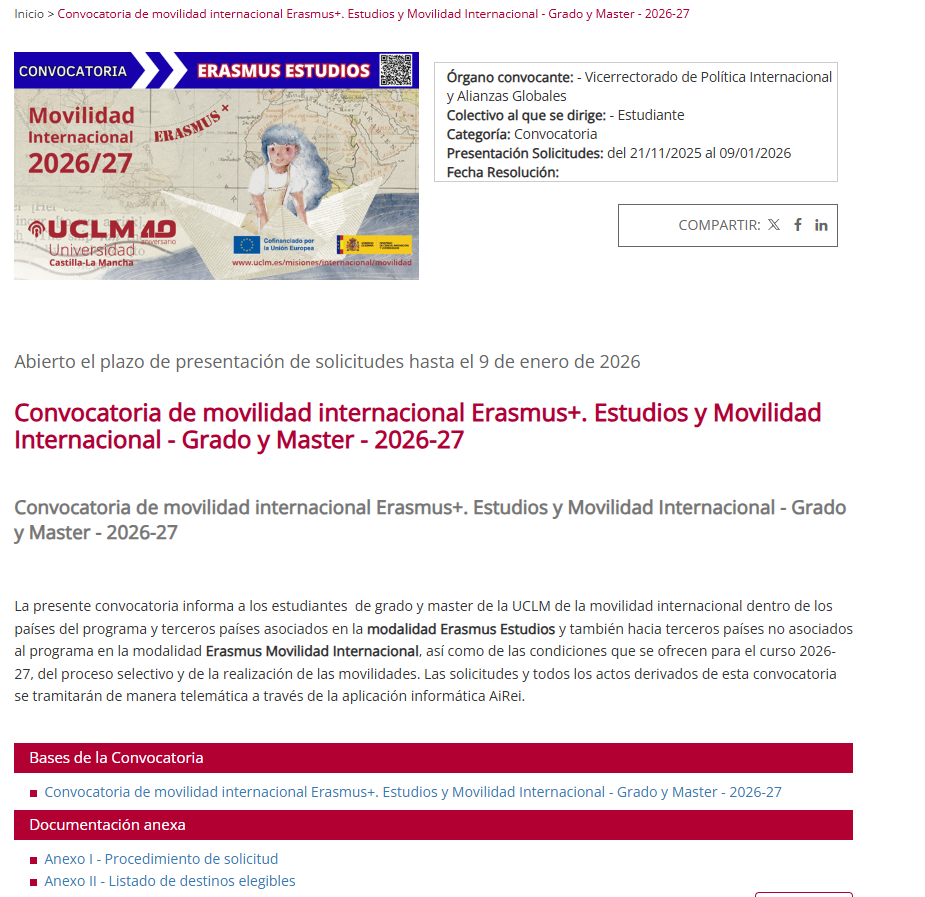 Inicio > Convocatoria de movilidad internacional Erasmus+. Estudios y Movilidad Internacional - Grado y Master - 2026-27
CONVOCATORIA
ERASMUS ESTUDIOS
Movilidad
Internacional
2026/27
ERASMUS +
UCLM 40
aniversario
Universidad
Castilla-La Mancha
Cofinanciado por
la Unión Europea
www.uclm.es/misiones/internacional/movilidad
Órgano convocante: - Vicerrectorado de Política Internacional
y Alianzas Globales
Colectivo al que se dirige: - Estudiante
Categoría: Convocatoria
Presentación Solicitudes: del 21/11/2025 al 09/01/2026
Fecha Resolución:
COMPARTIR:
Abierto el plazo de presentación de solicitudes hasta el 9 de enero de 2026
Convocatoria de movilidad internacional Erasmus+. Estudios y Movilidad
Internacional - Grado y Master - 2026-27
Convocatoria de movilidad internacional Erasmus+. Estudios y Movilidad Internacional - Grado
y Master - 2026-27
La presente convocatoria informa a los estudiantes  de grado y master de la UCLM de la movilidad internacional dentro de los
países del programa y terceros países asociados en la modalidad Erasmus Estudios y también hacia terceros países no asociados
al programa en la modalidad Erasmus Movilidad Internacional, así como de las condiciones que se ofrecen para el curso 2026-
27, del proceso selectivo y de la realización de las movilidades. Las solicitudes y todos los actos derivados de esta convocatoria
se tramitarán de manera telemática a través de la aplicación informática AiRei.
Bases de la Convocatoria
Convocatoria de movilidad internacional Erasmus+. Estudios y Movilidad Internacional - Grado y Master - 2026-27
Documentación anexa
Anexo I - Procedimiento de solicitud
Anexo II - Listado de destinos elegibles